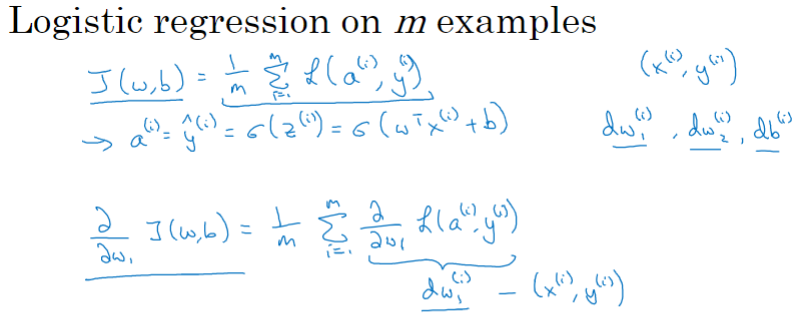 Logistic regression on m examples
J(w,b) = 1/m ∑_{i=1}^{m} ℒ(a^{(i)}, y^{(i)}) (x^{(i)}, y^{(i)})
→ a^{(i)} = ŷ^{(i)} = σ(z^{(i)}) = σ(w^T x^{(i)} + b) dw_1^{(i)}, dw_2^{(i)}, db^{(i)}
∂/∂w_1 J(w,b) = 1/m ∑_{i=1}^{m} ∂/∂w_1 ℒ(a^{(i)}, y^{(i)})
dw_1^{(i)} – (x^{(i)}, y^{(i)})